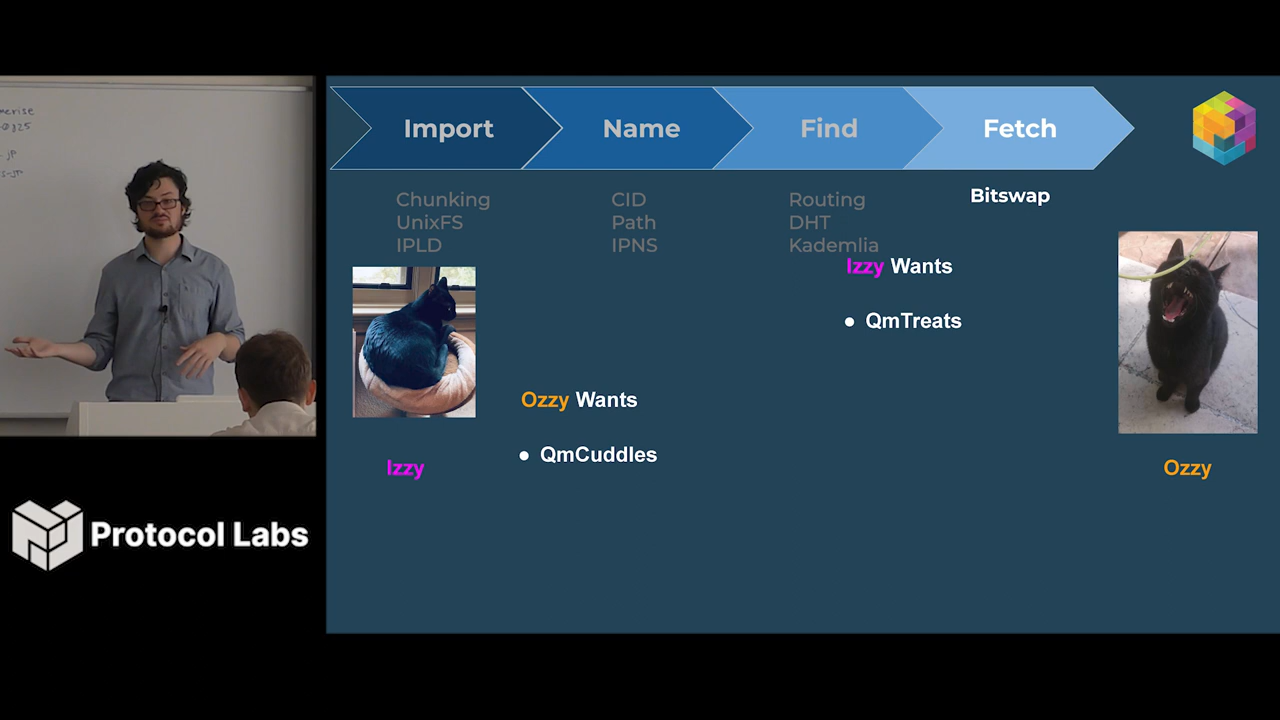 Import
Name
Find
Fetch
Chunking
UnixFS
IPLD
CID
Path
IPNS
Routing
DHT
Kademlia
Bitswap
Izzy Wants
● QmTreats
Ozzy Wants
● QmCuddles
Izzy
Ozzy
Protocol Labs